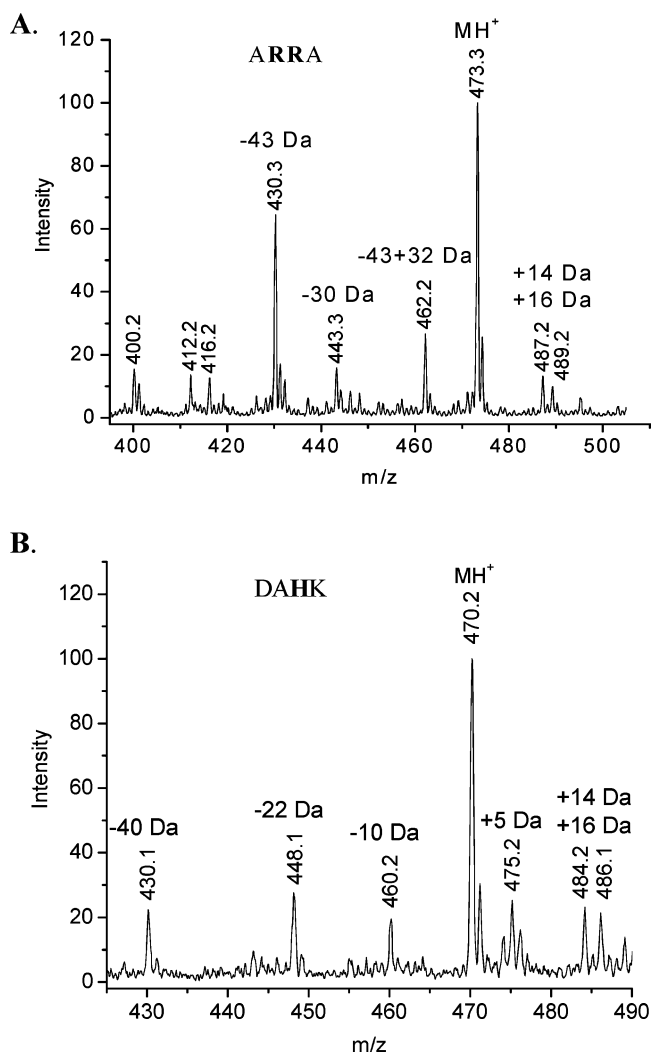 A.
ARRA
MH+
473.3
-43 Da
430.3
-43+32 Da
462.2
-30 Da
443.3
+14 Da
+16 Da
487.2
489.2
400.2
412.2
416.2
120
100
80
60
40
20
0
Intensity
400 420 440 460 480 500
m/z
B.
DAHK
MH+
470.2
-40 Da
430.1
-22 Da
448.1
-10 Da
460.2
+5 Da
475.2
+14 Da
+16 Da
484.2
486.1
120
100
80
60
40
20
0
Intensity
430 440 450 460 470 480 490
m/z